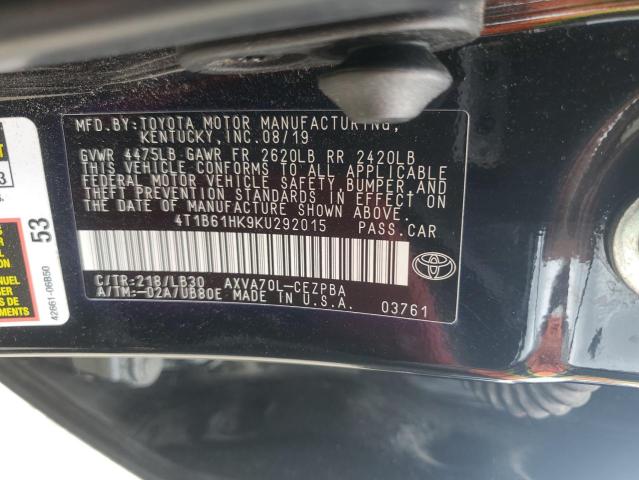 MFD.BY:TOYOTA MOTOR MANUFACTURING,
KENTUCKY, INC.08/19
GVWR 4475LB GAWR FR 2620LB RR 2420LB
THIS VEHICLE CONFORMS TO ALL APPLICABLE
FEDERAL MOTOR VEHICLE SAFETY, BUMPER, AND
THEFT PREVENTION STANDARDS IN EFFECT ON
THE DATE OF MANUFACTURE SHOWN ABOVE.
4T1B61HK9KU292015 PASS.CAR
C/TR:218/LB30 AXVA70L-CEZPBA
A/TM:-02A/UB80E MADE IN U.S.A.
03761
3
53
42661-06B50